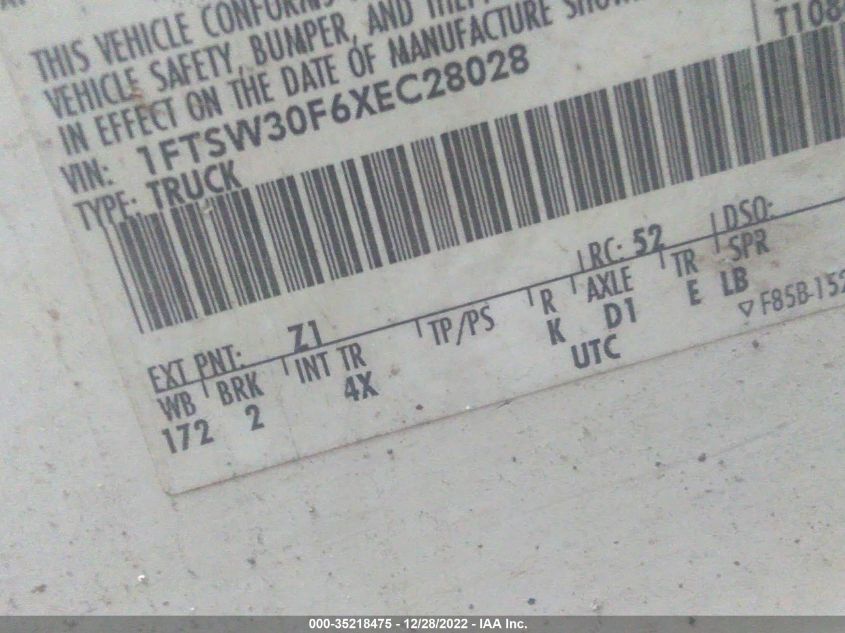 THIS VEHICLE CONFORMS
VEHICLE SAFETY, BUMPER, AND
IN EFFECT ON THE DATE OF MANUFACTURE
T108
VIN: 1FTSW30F6XEC28028
TYPE: TRUCK
EXT PNT: Z1 RC: 52 DSO:
WB BRK INT TR TP/PS R AXLE TR SPR
172 2 4X K D1 E LB
UTC F85B-152
000-35218475 - 12/28/2022 - IAA Inc.